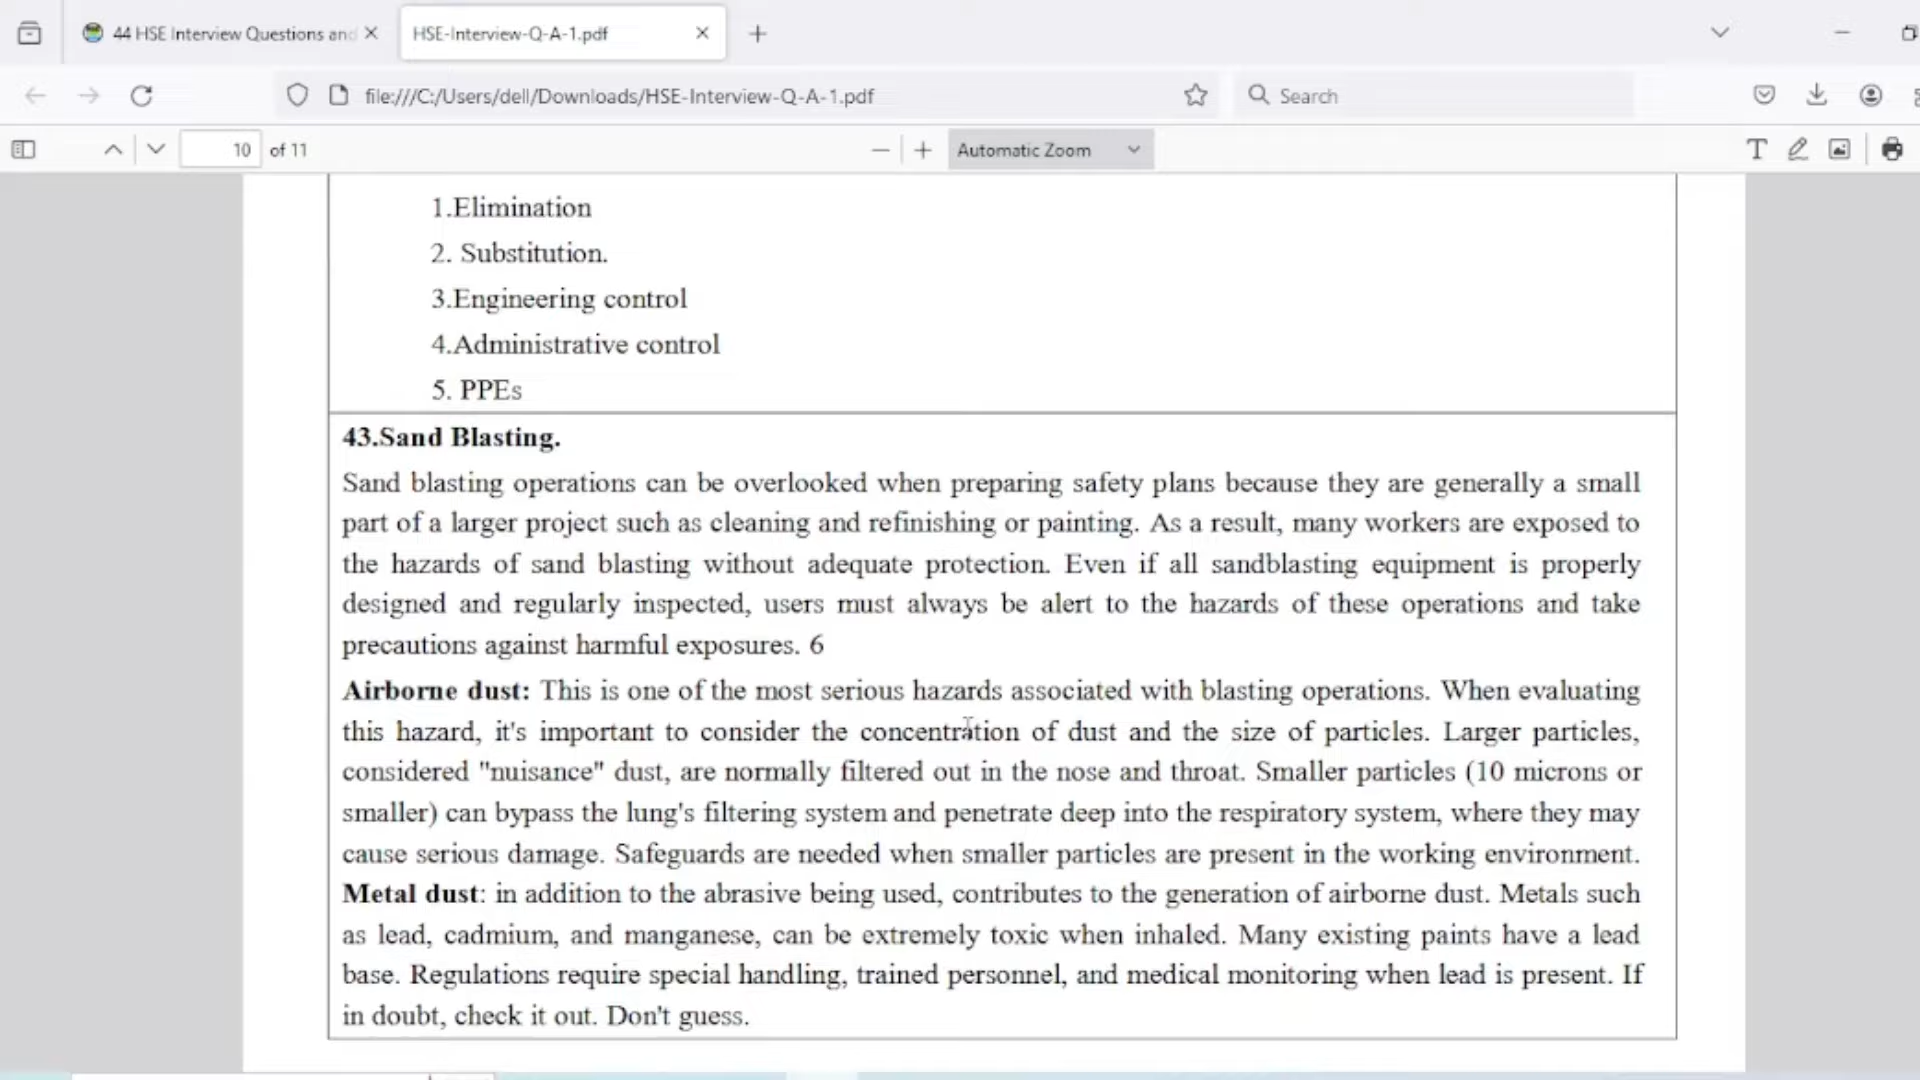 44 HSE Interview Questions and
HSE-Interview-Q-A-1.pdf
file:///C:/Users/dell/Downloads/HSE-Interview-Q-A-1.pdf
Search
10 of 11
Automatic Zoom
1.Elimination
2. Substitution.
3.Engineering control
4.Administrative control
5. PPEs
43.Sand Blasting.
Sand blasting operations can be overlooked when preparing safety plans because they are generally a small
part of a larger project such as cleaning and refinishing or painting. As a result, many workers are exposed to
the hazards of sand blasting without adequate protection. Even if all sandblasting equipment is properly
designed and regularly inspected, users must always be alert to the hazards of these operations and take
precautions against harmful exposures. 6
Airborne dust: This is one of the most serious hazards associated with blasting operations. When evaluating
this hazard, it's important to consider the concentration of dust and the size of particles. Larger particles,
considered "nuisance" dust, are normally filtered out in the nose and throat. Smaller particles (10 microns or
smaller) can bypass the lung's filtering system and penetrate deep into the respiratory system, where they may
cause serious damage. Safeguards are needed when smaller particles are present in the working environment.
Metal dust: in addition to the abrasive being used, contributes to the generation of airborne dust. Metals such
as lead, cadmium, and manganese, can be extremely toxic when inhaled. Many existing paints have a lead
base. Regulations require special handling, trained personnel, and medical monitoring when lead is present. If
in doubt, check it out. Don't guess.